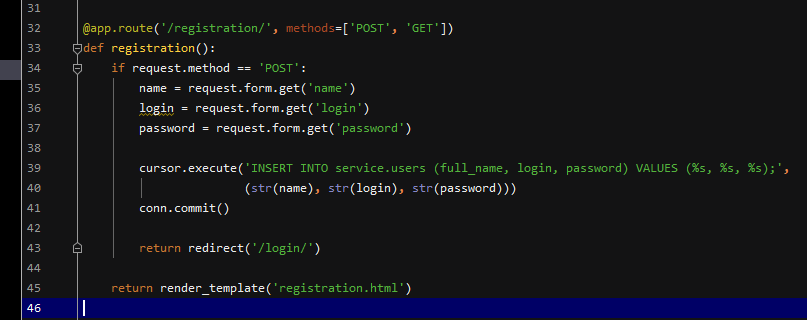 31
32 @app.route('/registration/', methods=['POST', 'GET'])
33 def registration():
34     if request.method == 'POST':
35         name = request.form.get('name')
36         login = request.form.get('login')
37         password = request.form.get('password')
38
39         cursor.execute('INSERT INTO service.users (full_name, login, password) VALUES (%s, %s, %s);',
40                        (str(name), str(login), str(password)))
41         conn.commit()
42
43         return redirect('/login/')
44
45     return render_template('registration.html')
46